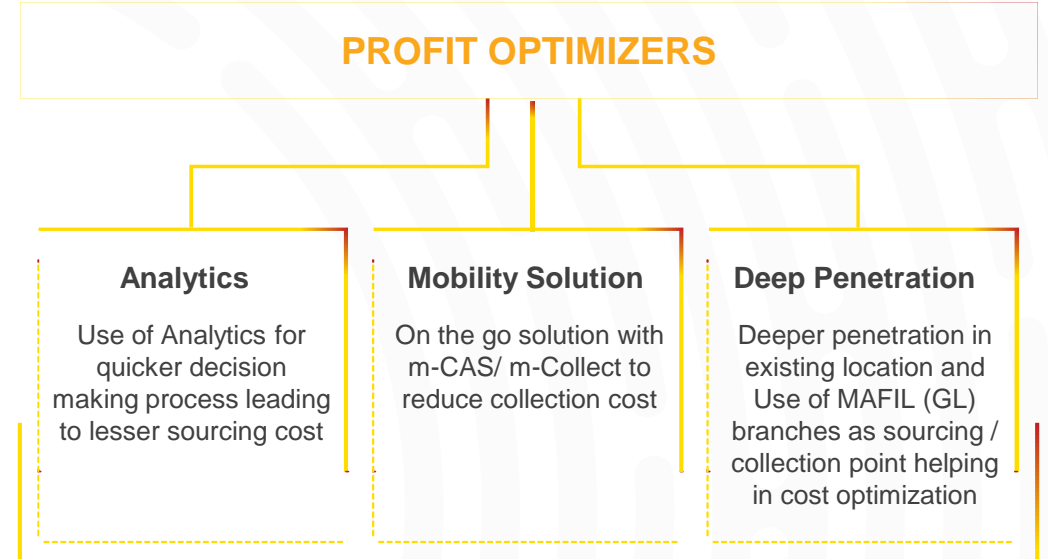 PROFIT OPTIMIZERS
Analytics
Use of Analytics for
quicker decision
making process leading
to lesser sourcing cost
Mobility Solution
On the go solution with
m-CAS/ m-Collect to
reduce collection cost
Deep Penetration
Deeper penetration in
existing location and
Use of MAFIL (GL)
branches as sourcing /
collection point helping
in cost optimization